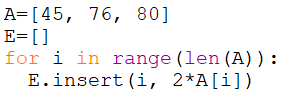 A=[45, 76, 80]
E=[]
for i in range(len(A)):
  E.insert(i, 2*A[i])